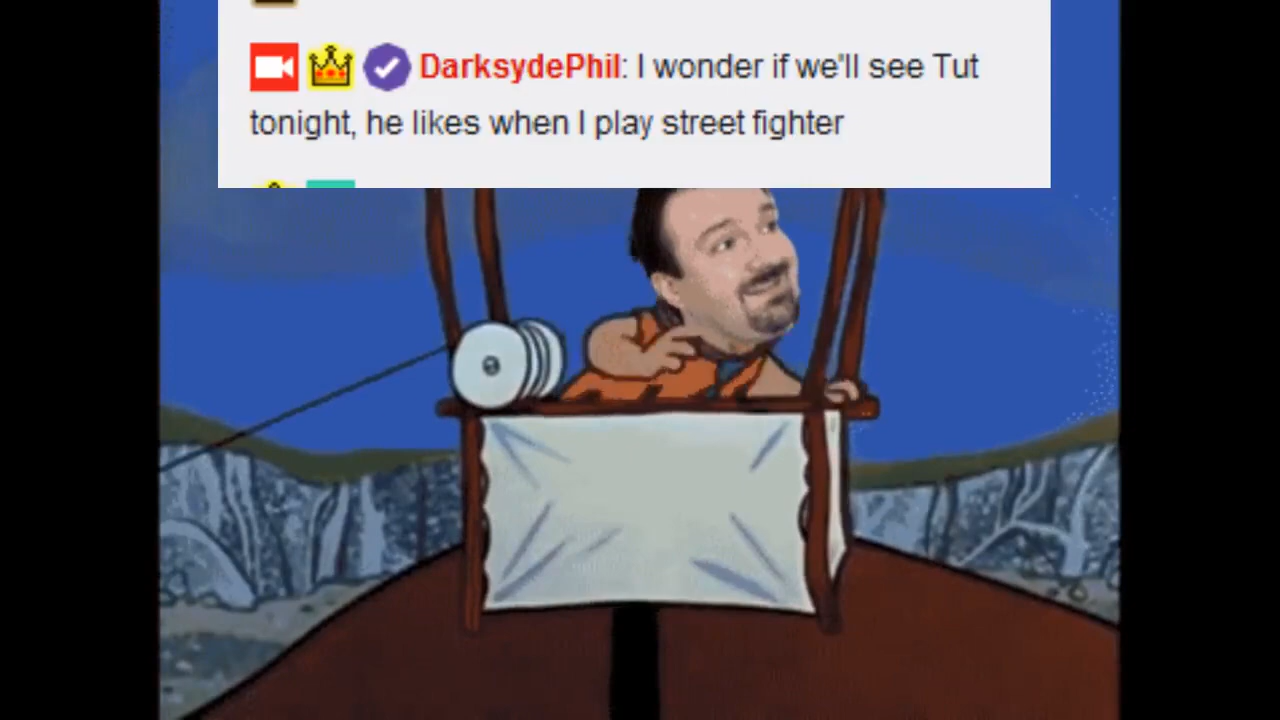 DarksydePhil: I wonder if we'll see Tut
tonight, he likes when I play street fighter